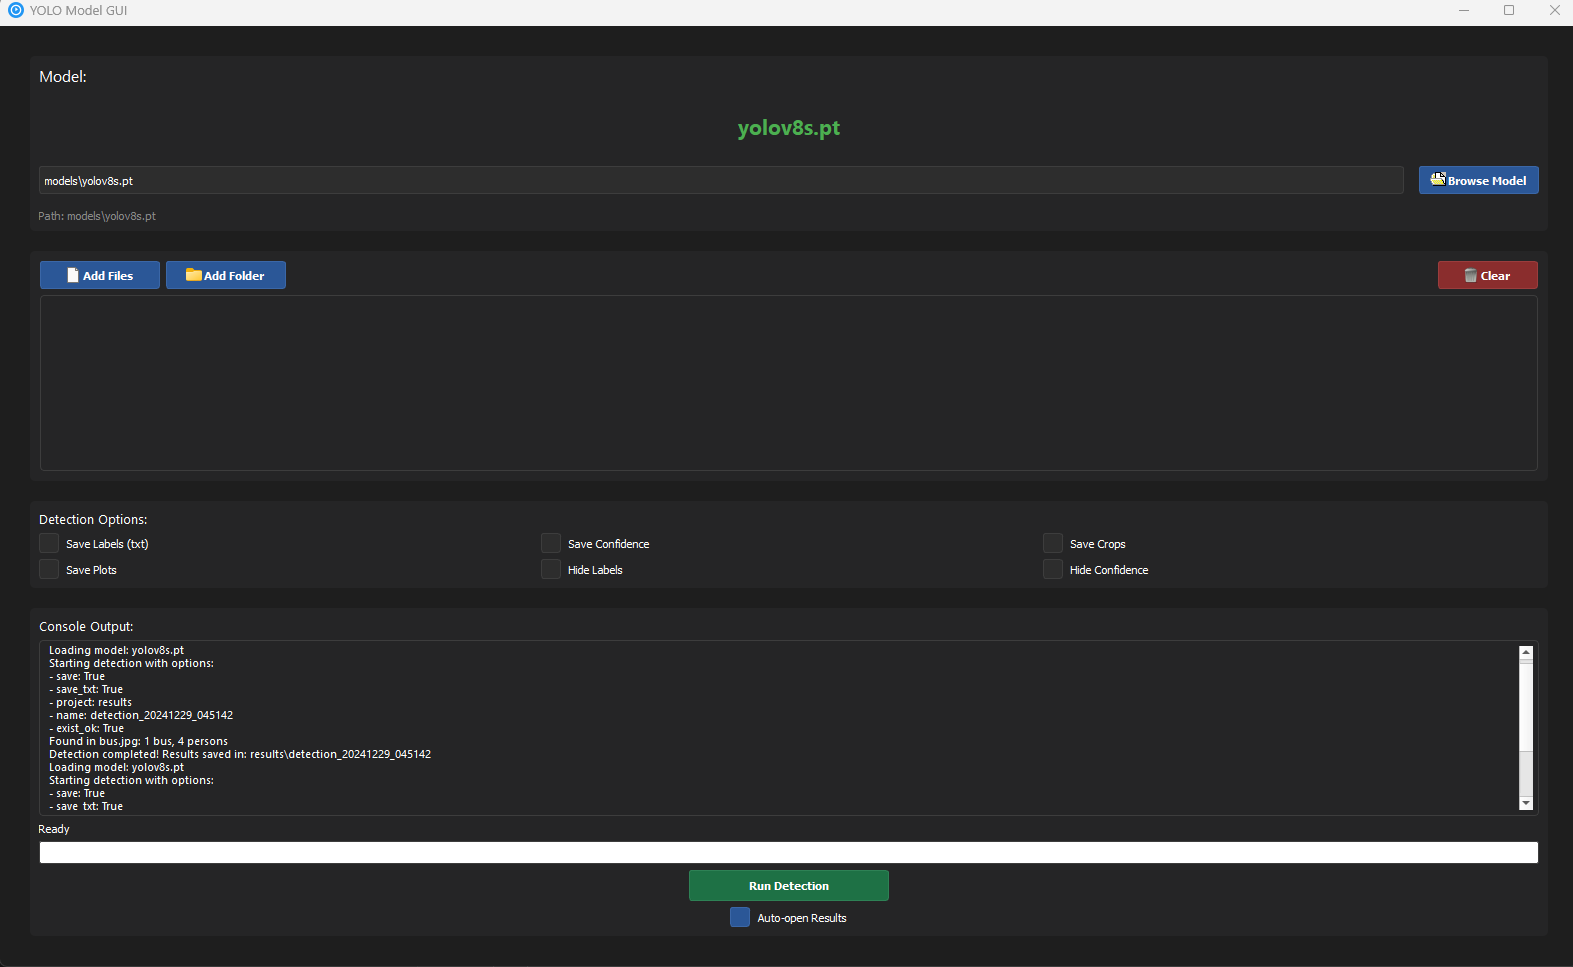 YOLO Model GUI
Model:
yolov8s.pt
models\yolov8s.pt
Browse Model
Path: models\yolov8s.pt
Add Files
Add Folder
Clear
Detection Options:
Save Labels (txt)
Save Confidence
Save Crops
Save Plots
Hide Labels
Hide Confidence
Console Output:
Loading model: yolov8s.pt
Starting detection with options:
- save: True
- save_txt: True
- project: results
- name: detection_20241229_045142
- exist_ok: True
Found in bus.jpg: 1 bus, 4 persons
Detection completed! Results saved in: results\detection_20241229_045142
Loading model: yolov8s.pt
Starting detection with options:
- save: True
- save_txt: True
Ready
Run Detection
Auto-open Results